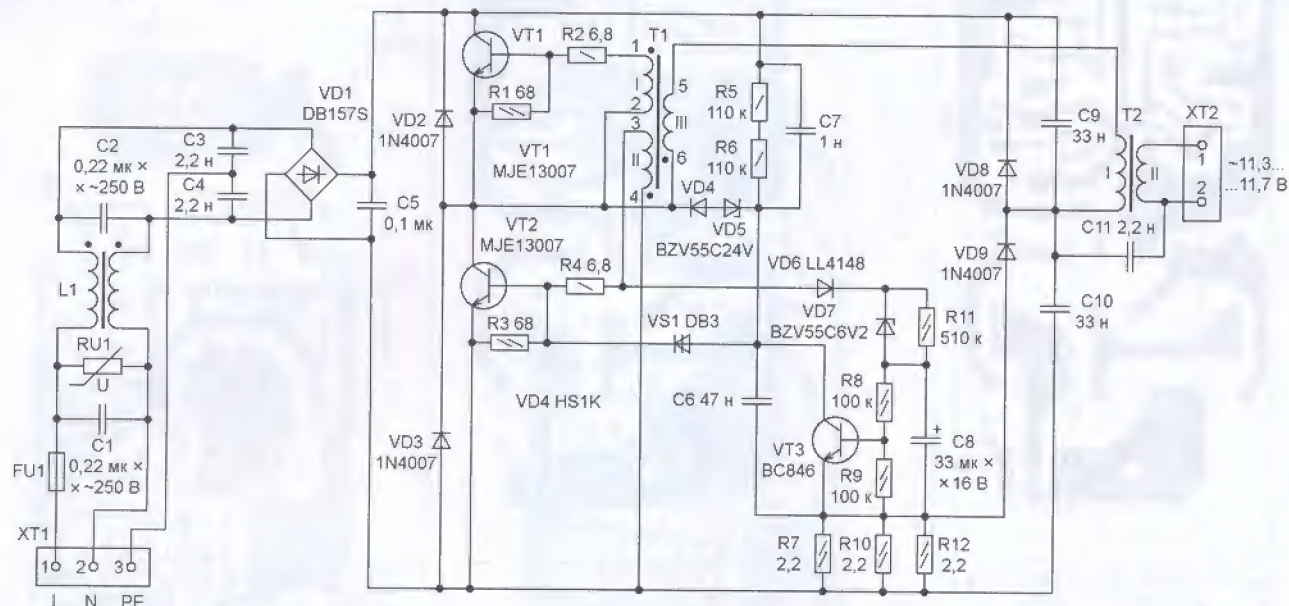 VT1
R2 6,8
1
T1
I
2
3
II
4
5
III
6
R1 68
VD1
DB157S
VD2
1N4007
VT1
MJE13007
C2
0,22 мк ×
× ~250 В
C3
2,2 н
C4
2,2 н
C5
0,1 мк
R5
110 к
R6
110 к
C7
1 н
VD4
VD5
BZV55C24V
C9
33 н
VD8
1N4007
T2
I
II
XT2
1
2
~11,3...
...11,7 В
VT2
MJE13007
R4 6,8
R3 68
VS1 DB3
VD6 LL4148
VD7
BZV55C6V2
R11
510 к
C11 2,2 н
VD9
1N4007
C10
33 н
L1
RU1
U
C1
0,22 мк ×
× ~250 В
FU1
VD4 HS1K
VD3
1N4007
C6 47 н
R8
100 к
VT3
BC846
R9
100 к
+
C8
33 мк ×
× 16 В
XT1
1
2
3
L
N
PE
R7
2,2
R10
2,2
R12
2,2